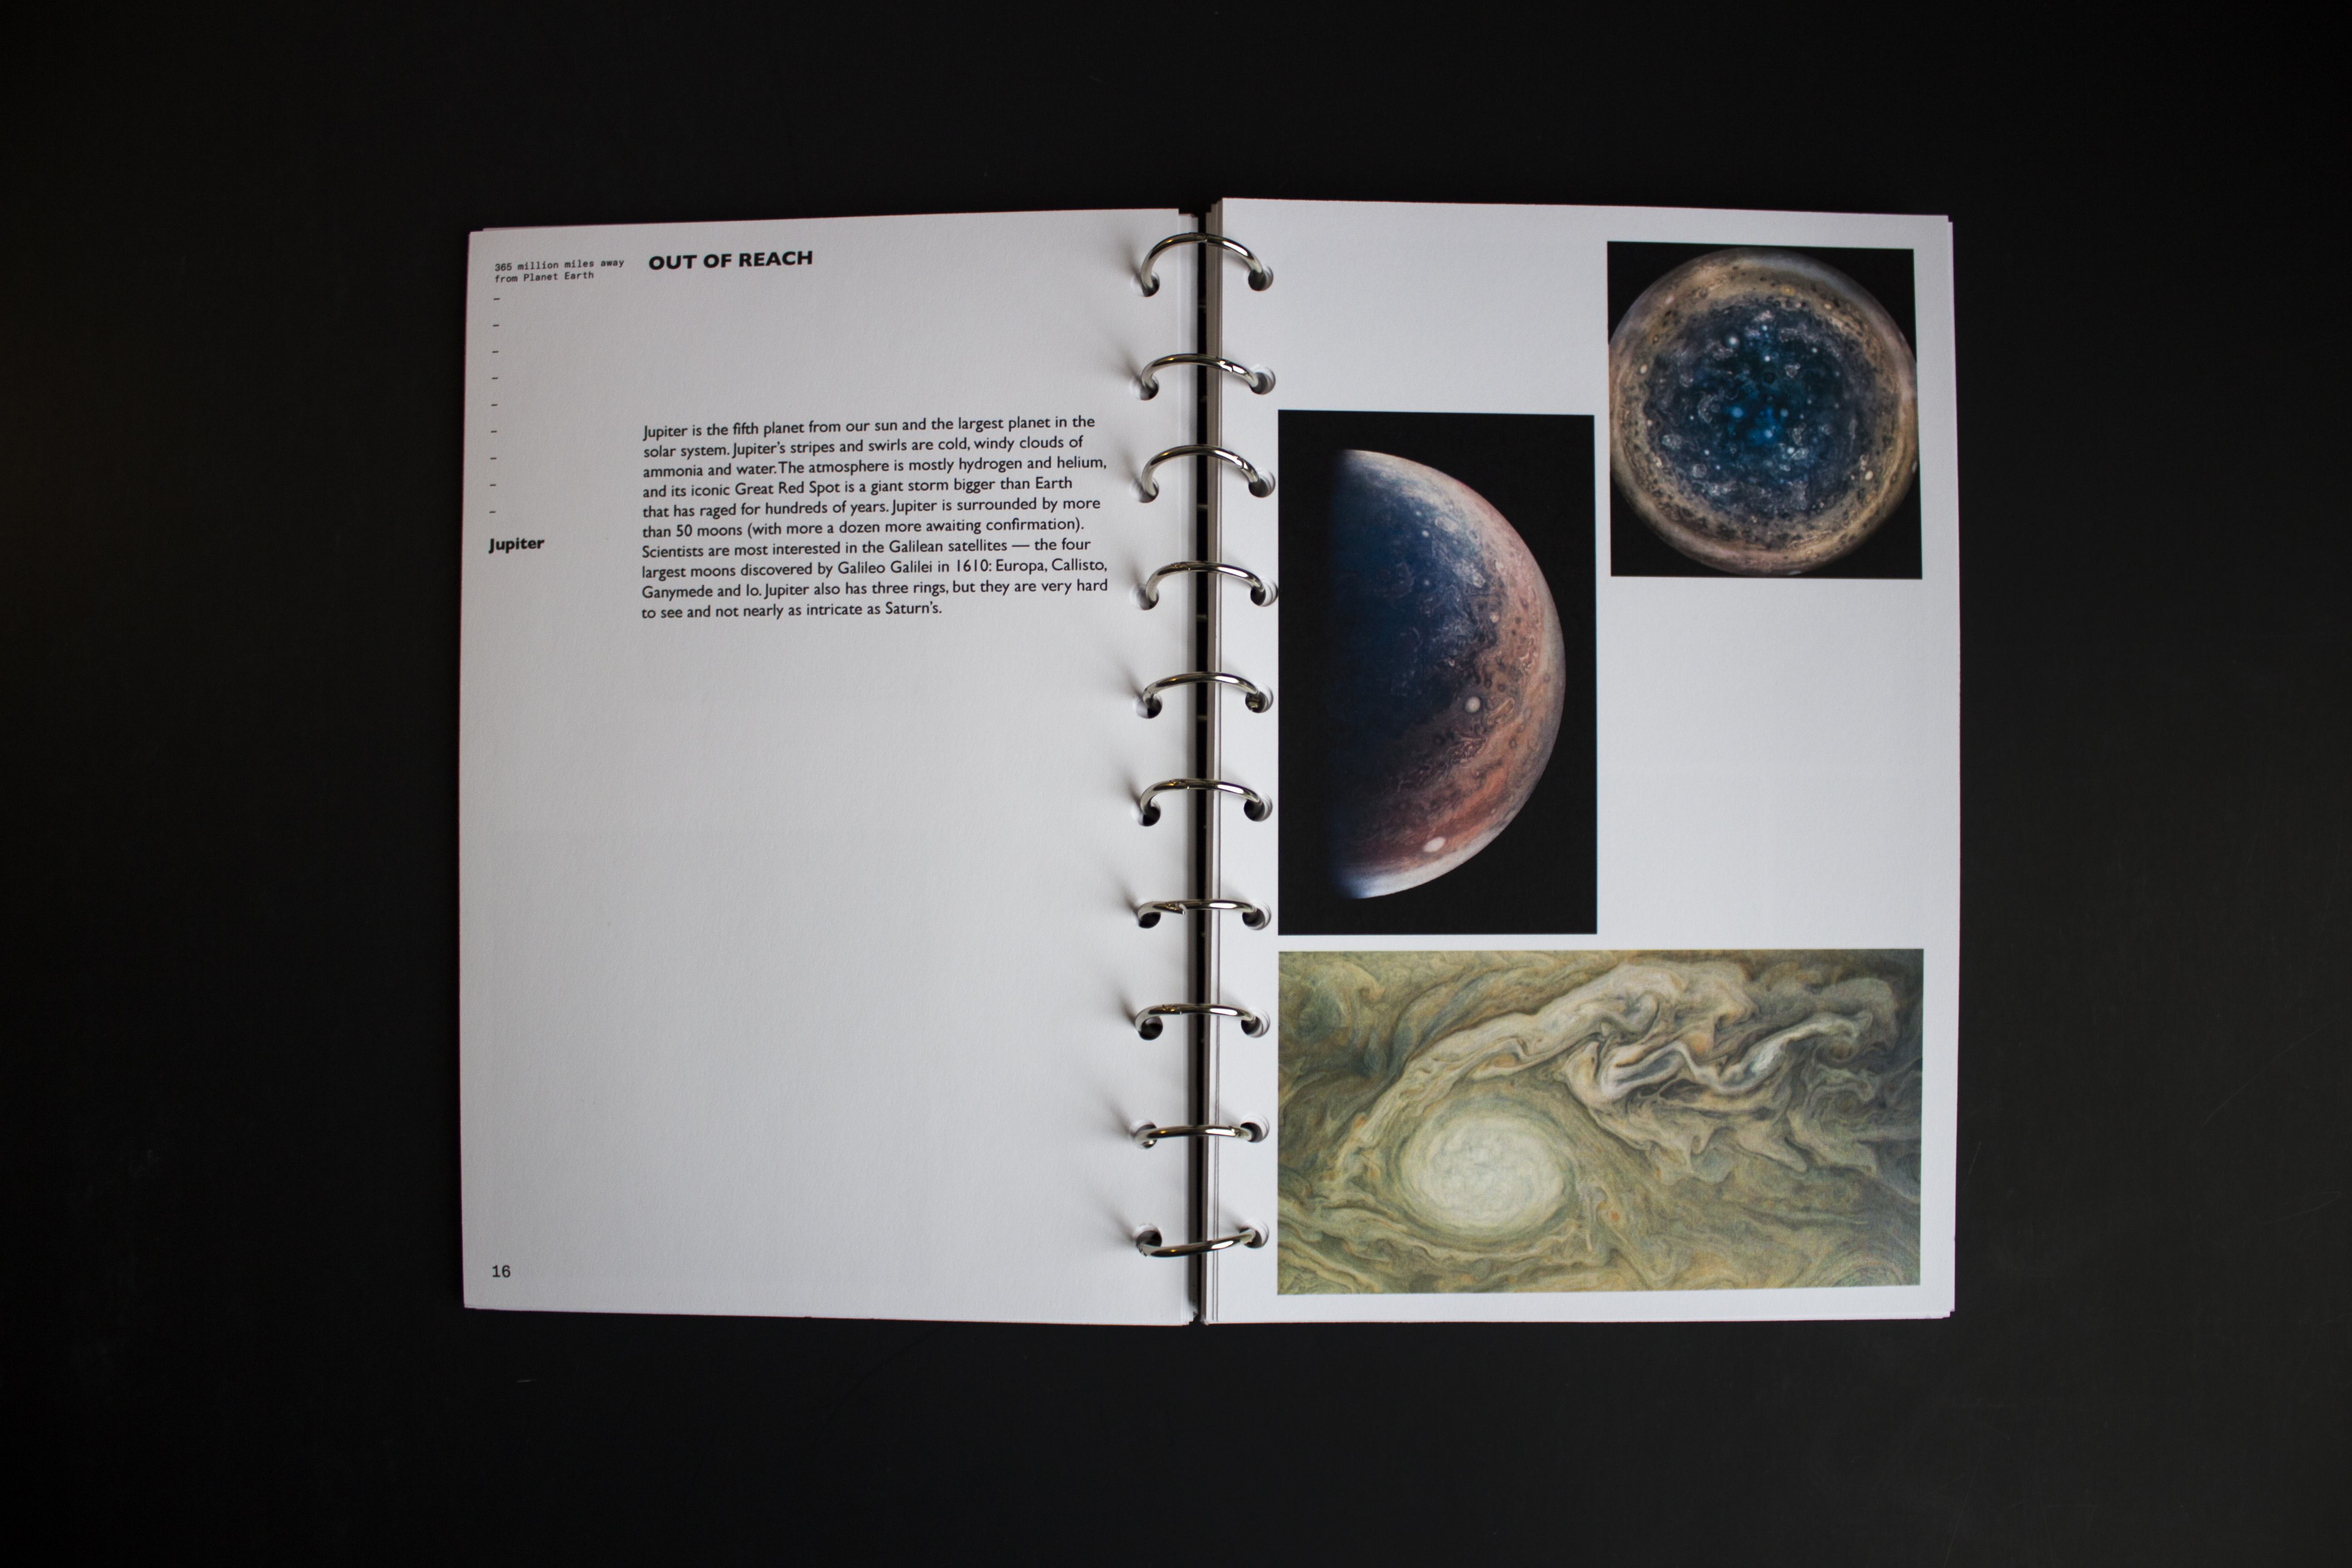 365 million miles away
from Planet Earth
OUT OF REACH
–
–
–
–
–
–
–
–
–
Jupiter
Jupiter is the fifth planet from our sun and the largest planet in the
solar system. Jupiter's stripes and swirls are cold, windy clouds of
ammonia and water. The atmosphere is mostly hydrogen and helium,
and its iconic Great Red Spot is a giant storm bigger than Earth
that has raged for hundreds of years. Jupiter is surrounded by more
than 50 moons (with more a dozen more awaiting confirmation).
Scientists are most interested in the Galilean satellites — the four
largest moons discovered by Galileo Galilei in 1610: Europa, Callisto,
Ganymede and Io. Jupiter also has three rings, but they are very hard
to see and not nearly as intricate as Saturn's.
16